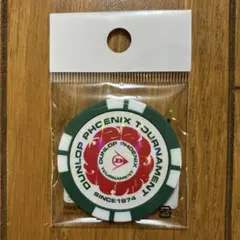 DUNLOP PHOENIX TOURNAMENT
DUNLOP PHOENIX
TOURNAMENT
SINCE1974